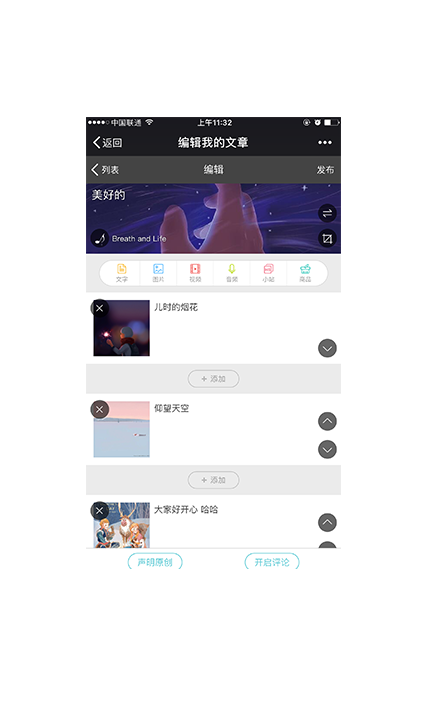 中国联通 上午11:32
返回 编辑我的文章
列表 编辑 发布
美好的
Breath and Life
文字 图片 视频 音频 小站 商品
儿时的烟花
+ 添加
仰望天空
+ 添加
大家好开心 哈哈
声明原创 开启评论